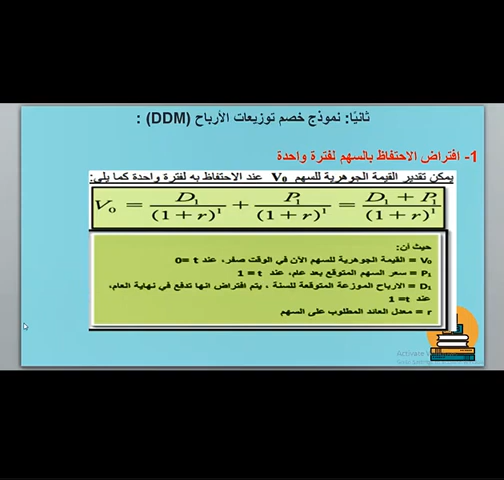 ثانيًا: نموذج خصم توزيعات الأرباح (DDM) :
1- افتراض الاحتفاظ بالسهم لفترة واحدة
يمكن تقدير القيمة الجوهرية للسهم V₀ عند الاحتفاظ به لفترة واحدة كما يلي:
V₀ = D₁ / (1 + r)¹ + P₁ / (1 + r)¹ = D₁ + P₁ / (1 + r)¹
حيث أن:
V₀ = القيمة الجوهرية للسهم الآن في الوقت صفر، عند t =0
P₁ = سعر السهم المتوقع بعد عام، عند t = 1
D₁ = الارباح الموزعة المتوقعة للسنة ، يتم افتراض انها تدفع في نهاية العام،
عند t =1
r = معدل العائد المطلوب على السهم
Activate